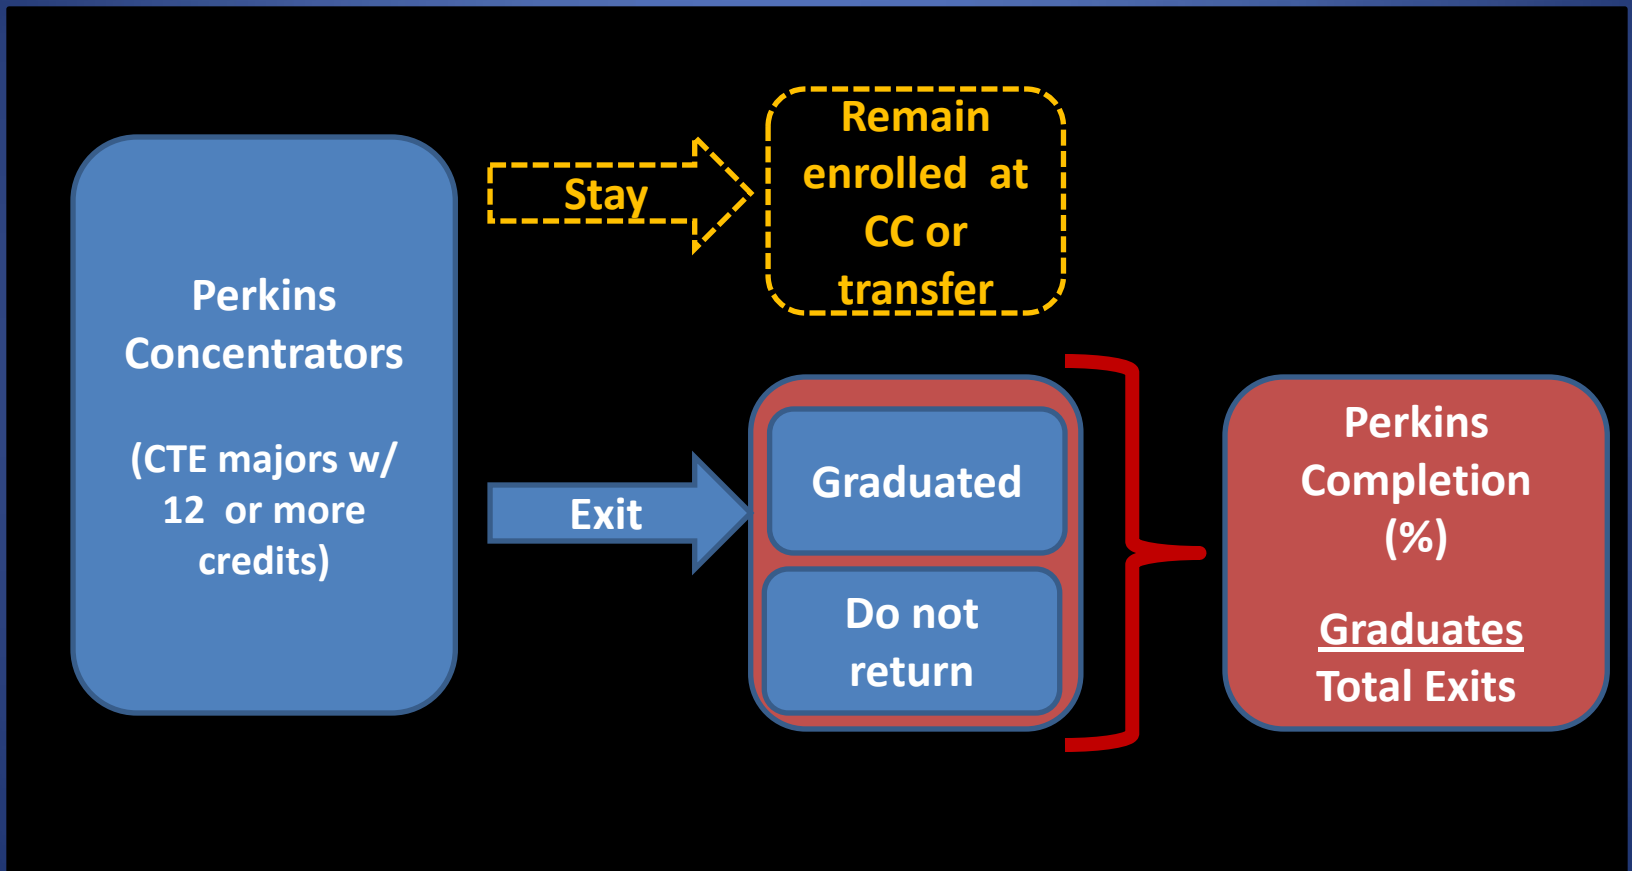 Perkins
Concentrators
(CTE majors w/
12 or more
credits)
Stay
Remain
enrolled at
CC or
transfer
Exit
Graduated
Do not
return
Perkins
Completion
(%)
Graduates
Total Exits